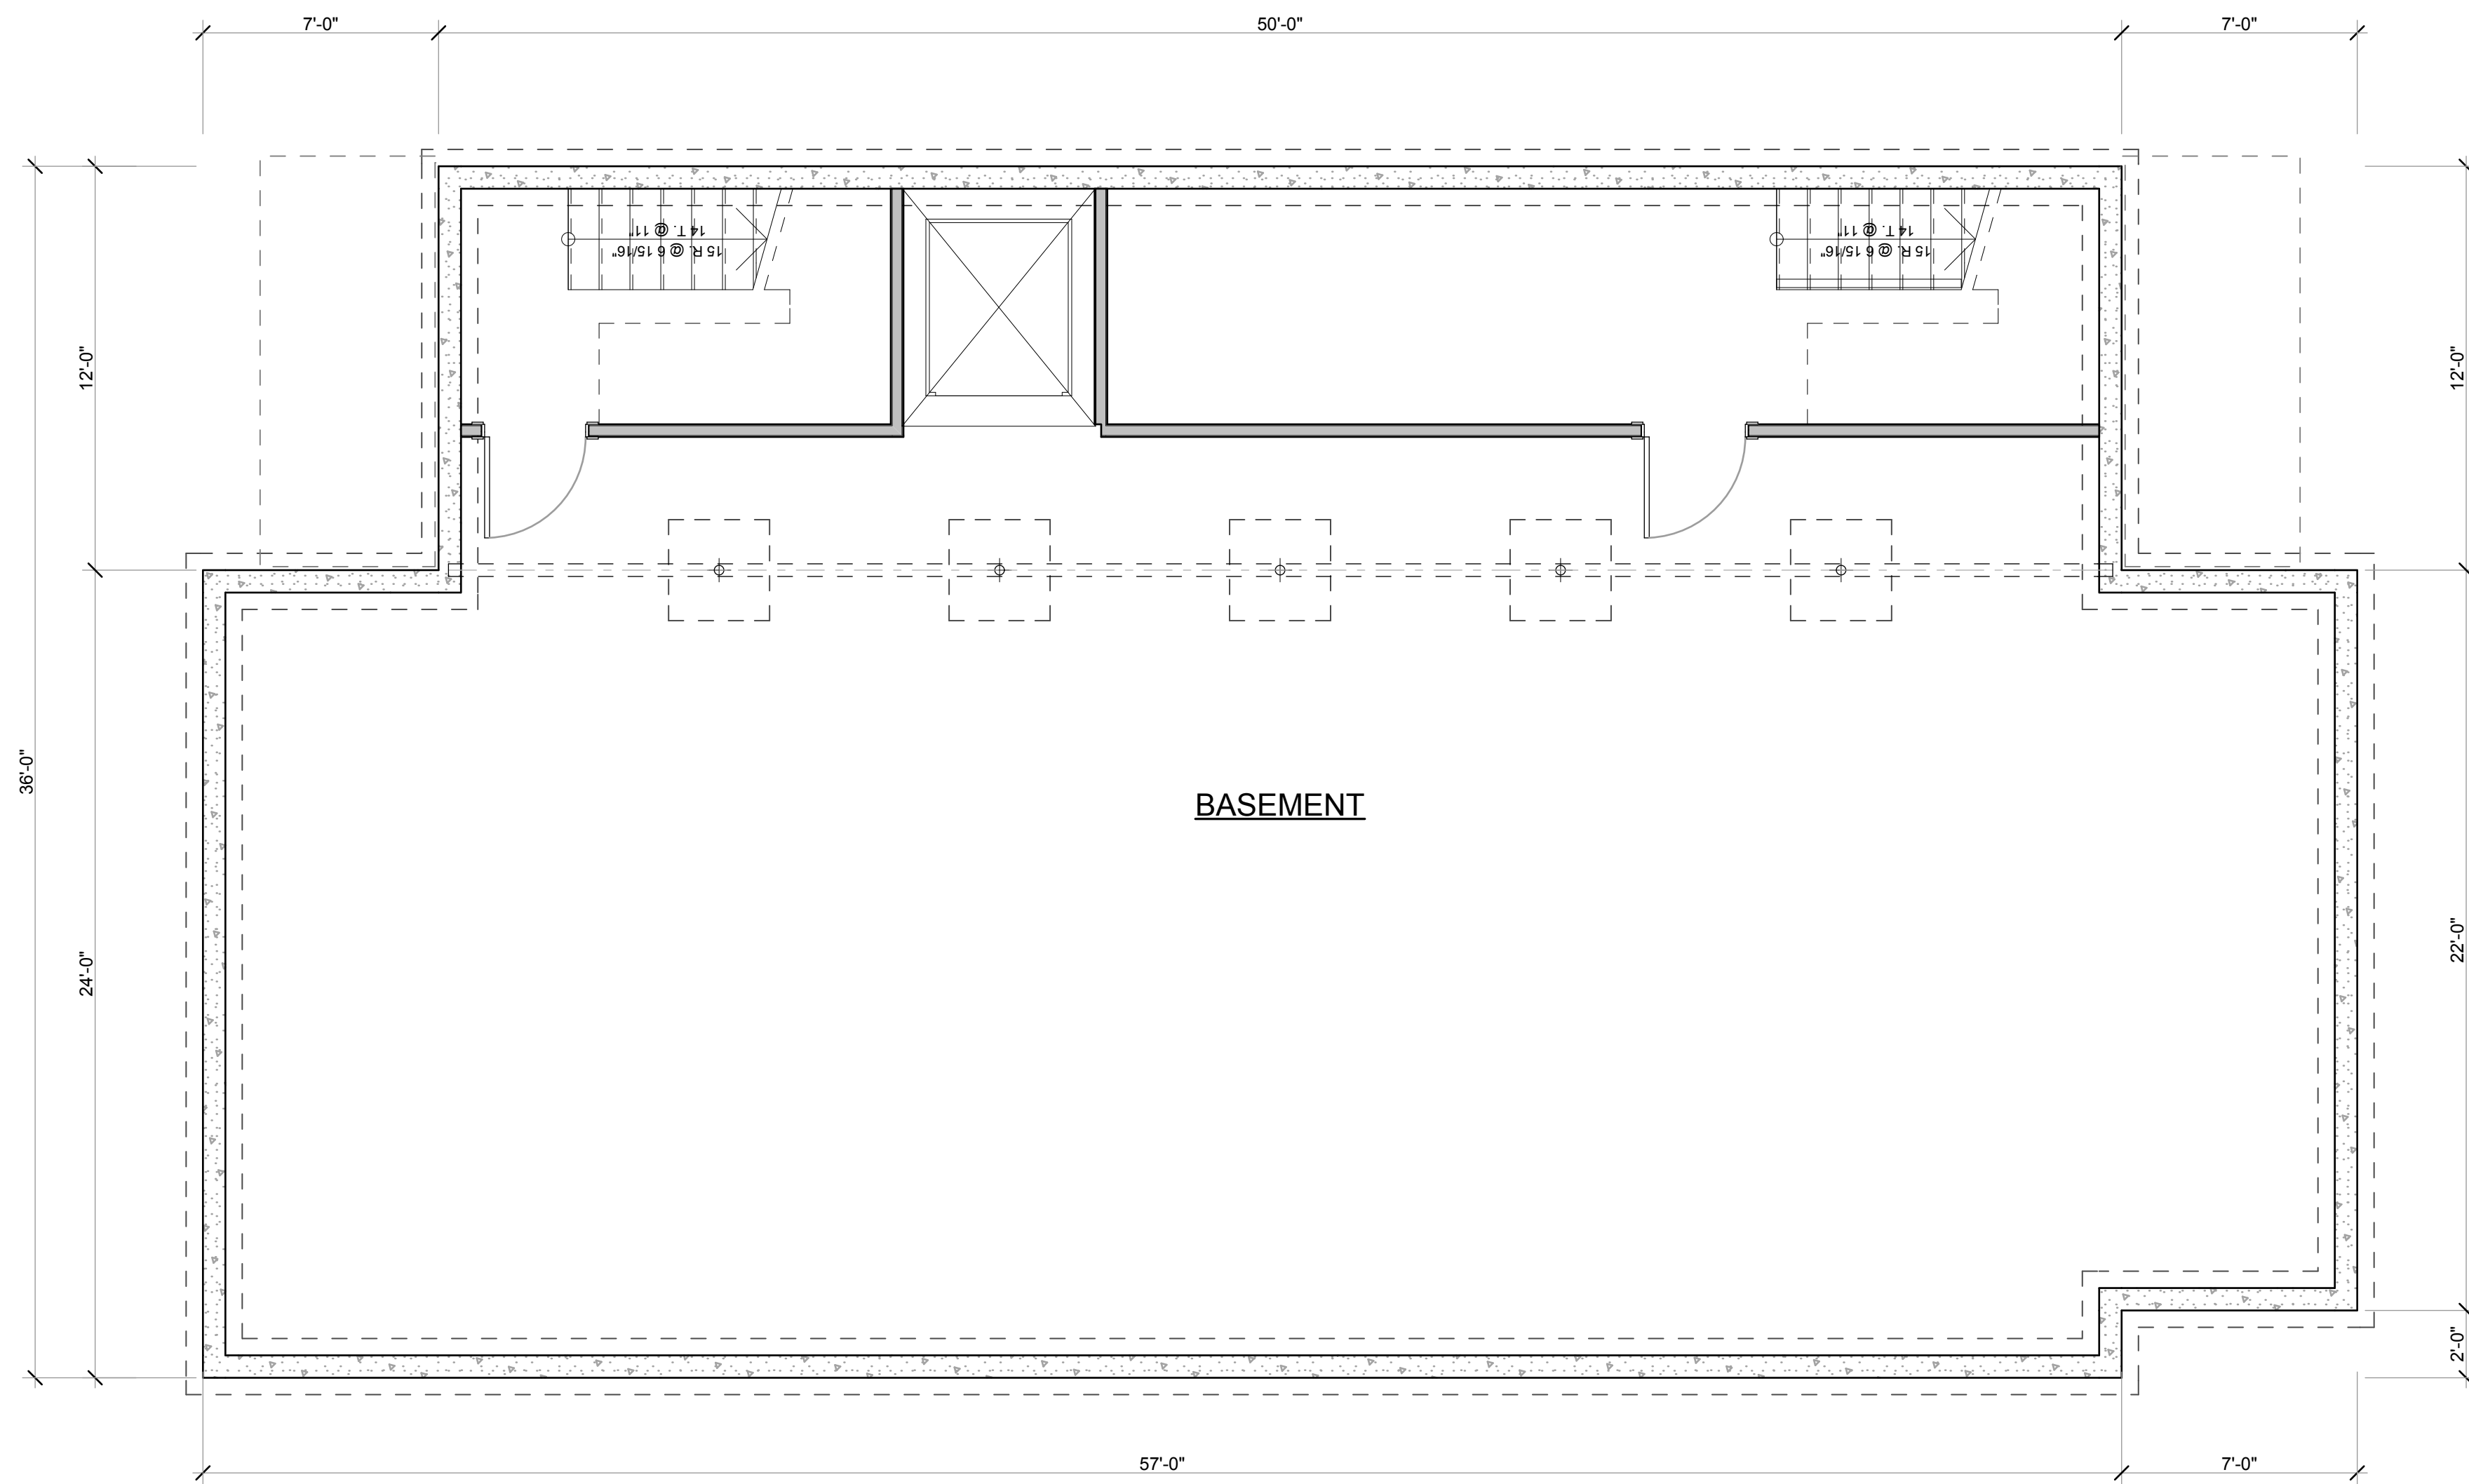 7'-0"
50'-0"
7'-0"
14 T. @ 11"
15 R. @ 6 15/16"
14 T. @ 11"
15 R. @ 6 15/16"
12'-0"
12'-0"
36'-0"
BASEMENT
24'-0"
22'-0"
2'-0"
57'-0"
7'-0"